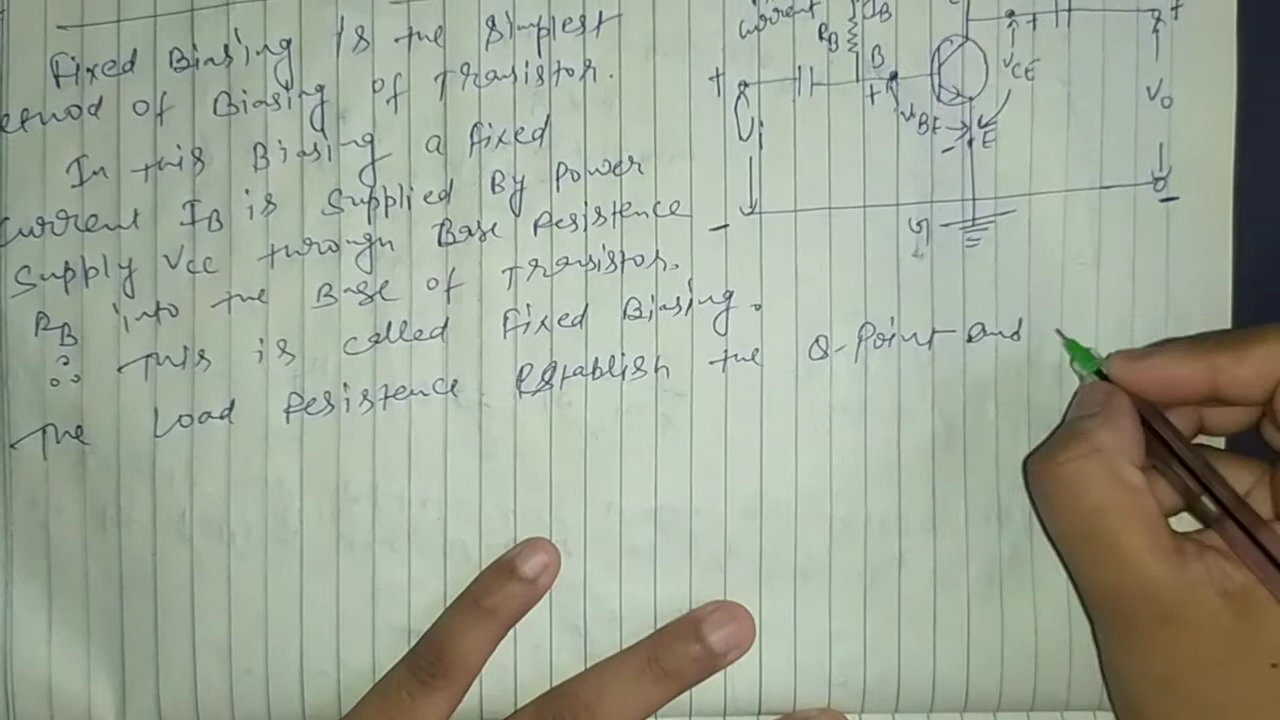 Fixed Biasing is the simplest
ethod of Biasing of Transistor.
In this Biasing a fixed
current IB is supplied By Power
supply Vcc through Base Resistence
RB into the Base of Transistor.
∴ This is called Fixed Biasing.
The Load Resistence Establish the Q-Point and
current
RB
IB
+
B
+
VBE
-
E
VCE
+
+
Vi
-
Vo
-
G